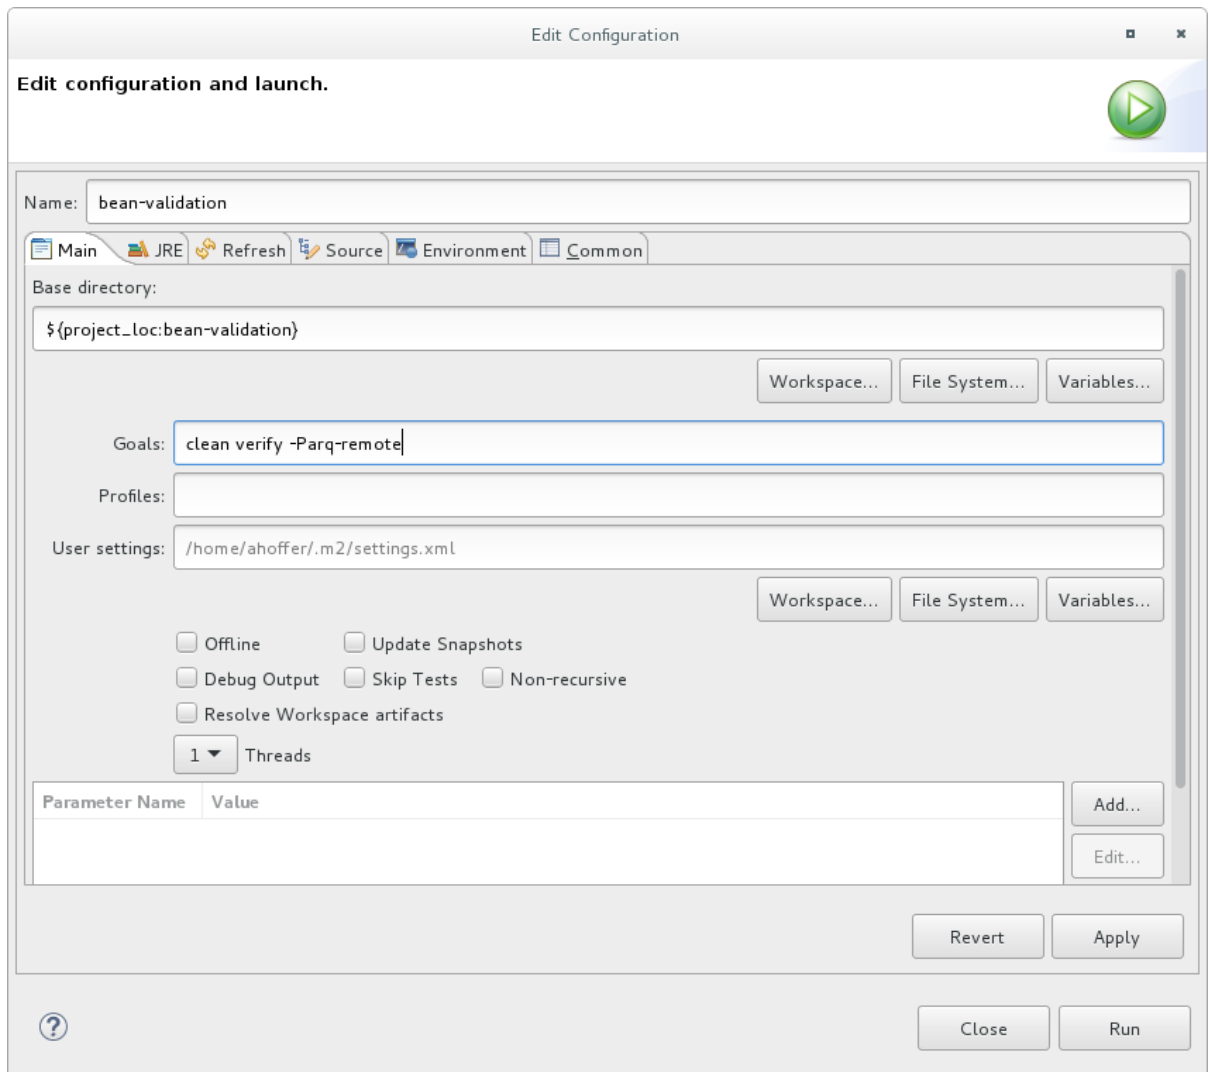 Edit Configuration
Edit configuration and launch.
Name: bean-validation
Main JRE Refresh Source Environment Common
Base directory:
${project_loc:bean-validation}
Workspace... File System... Variables...
Goals: clean verify -Parq-remote
Profiles:
User settings: /home/ahoffer/.m2/settings.xml
Workspace... File System... Variables...
Offline Update Snapshots
Debug Output Skip Tests Non-recursive
Resolve Workspace artifacts
1 Threads
Parameter Name Value Add...
Edit...
Revert Apply
? Close Run